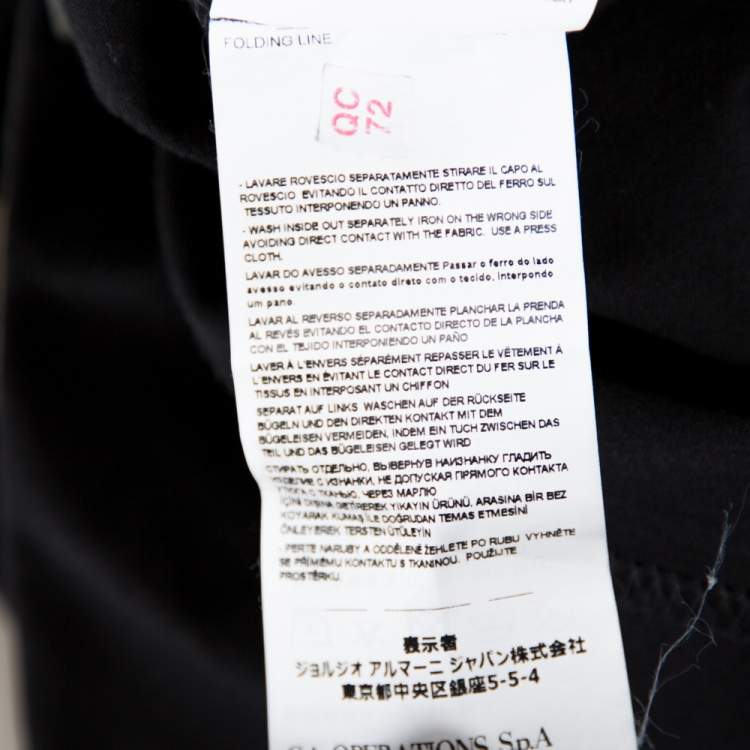 FOLDING LINE
QC
72
- LAVARE ROVESCIO SEPARATAMENTE STIRARE IL CAPO AL
ROVESCIO EVITANDO IL CONTATTO DIRETTO DEL FERRO SUL
TESSUTO INTERPONENDO UN PANNO.
- WASH INSIDE OUT SEPARATELY IRON ON THE WRONG SIDE
AVOIDING DIRECT CONTACT WITH THE FABRIC. USE A PRESS
CLOTH.
LAVAR DO AVESSO SEPARADAMENTE Passar o ferro do lado
avesso evitando o contato direto com o tecido, interpondo
um pano.
LAVAR AL REVERSO SEPARADAMENTE PLANCHAR LA PRENDA
AL REVÉS EVITANDO EL CONTACTO DIRECTO DE LA PLANCHA
CON EL TEJIDO INTERPONIENDO UN PAÑO
LAVER À L'ENVERS SÉPARÉMENT REPASSER LE VÊTEMENT À
L'ENVERS EN ÉVITANT LE CONTACT DIRECT DU FER SUR LE
TISSUS EN INTERPOSANT UN CHIFFON
SEPARAT AUF LINKS WASCHEN AUF DER RÜCKSEITE
BÜGELN UND DEN DIREKTEN KONTAKT MIT DEM
BÜGELEISEN VERMEIDEN, INDEM EIN TUCH ZWISCHEN DAS
TEIL UND DAS BÜGELEISEN GELEGT WIRD
СТИРАТЬ ОТДЕЛЬНО, ВЫВЕРНУВ НАИЗНАНКУ ГЛАДИТЬ
ИЗДЕЛИЕ С ИЗНАНКИ, НЕ ДОПУСКАЯ ПРЯМОГО КОНТАКТА
УТЮГА С ТКАНЬЮ, ЧЕРЕЗ МАРЛЮ
IÇINI DIŞINA GETIREREK YIKAYIN ÜRÜNÜ, ARASINA BİR BEZ
KOYARAK KUMAŞ İLE DOĞRUDAN TEMAS ETMESİNİ
ÖNLEYEREK TERSTEN ÜTÜLEYİN
- PERTE NARUBY A ODDĚLENĚ ŽEHLETE PO RUBU VYHNĚTE
SE PŘÍMÉMU KONTAKTU S TKANINOU. POUŽIJTE
PROSTĚRKU.
表示者
ジョルジオ アルマーニ ジャパン株式会社
東京都中央区銀座5-5-4
GA OPERATIONS S.p.A